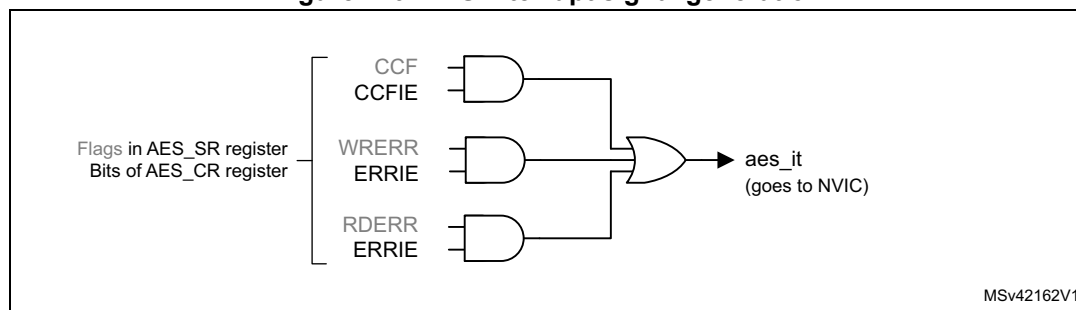 CCF
CCFIE
Flags in AES_SR register
Bits of AES_CR register
WRERR
ERRIE
aes_it
(goes to NVIC)
RDERR
ERRIE
MSv42162V1